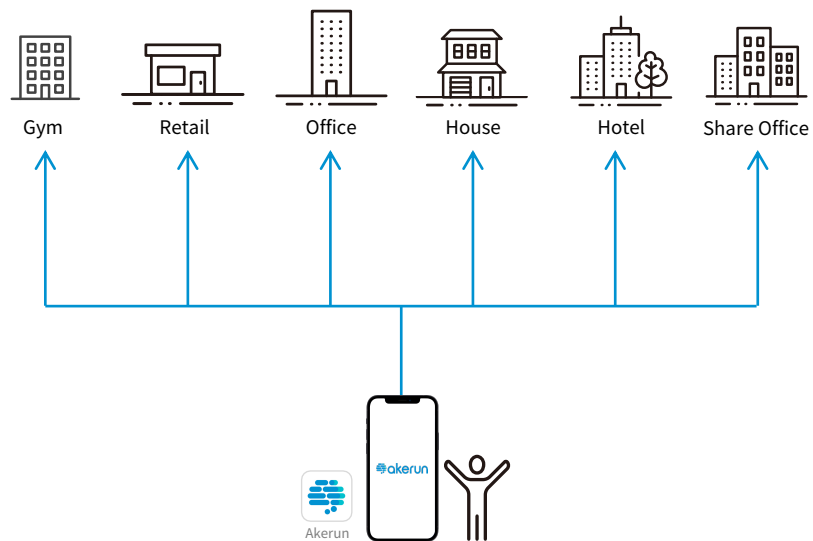 Gym
Retail
Office
House
Hotel
Share Office
akerun
Akerun